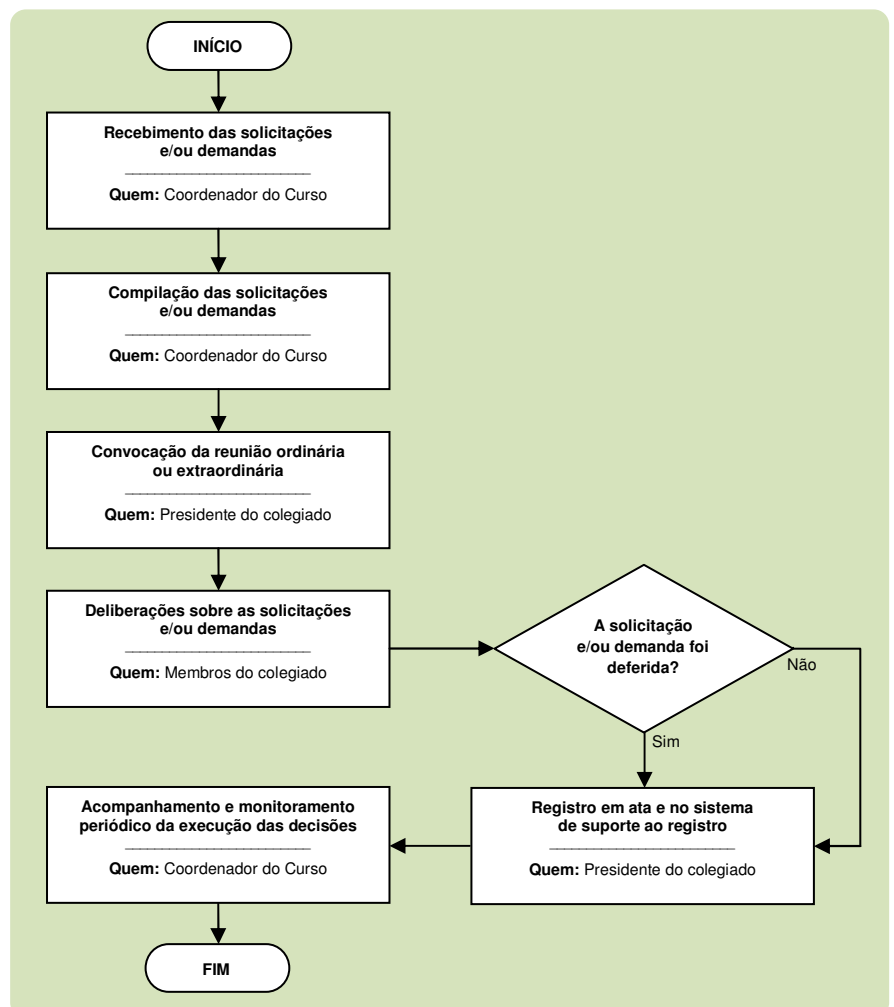 INÍCIO
Recebimento das solicitações
e/ou demandas
Quem: Coordenador do Curso
Compilação das solicitações
e/ou demandas
Quem: Coordenador do Curso
Convocação da reunião ordinária
ou extraordinária
Quem: Presidente do colegiado
Deliberações sobre as solicitações
e/ou demandas
Quem: Membros do colegiado
A solicitação
e/ou demanda foi
deferida?
Não
Sim
Registro em ata e no sistema
de suporte ao registro
Quem: Presidente do colegiado
Acompanhamento e monitoramento
periódico da execução das decisões
Quem: Coordenador do Curso
FIM